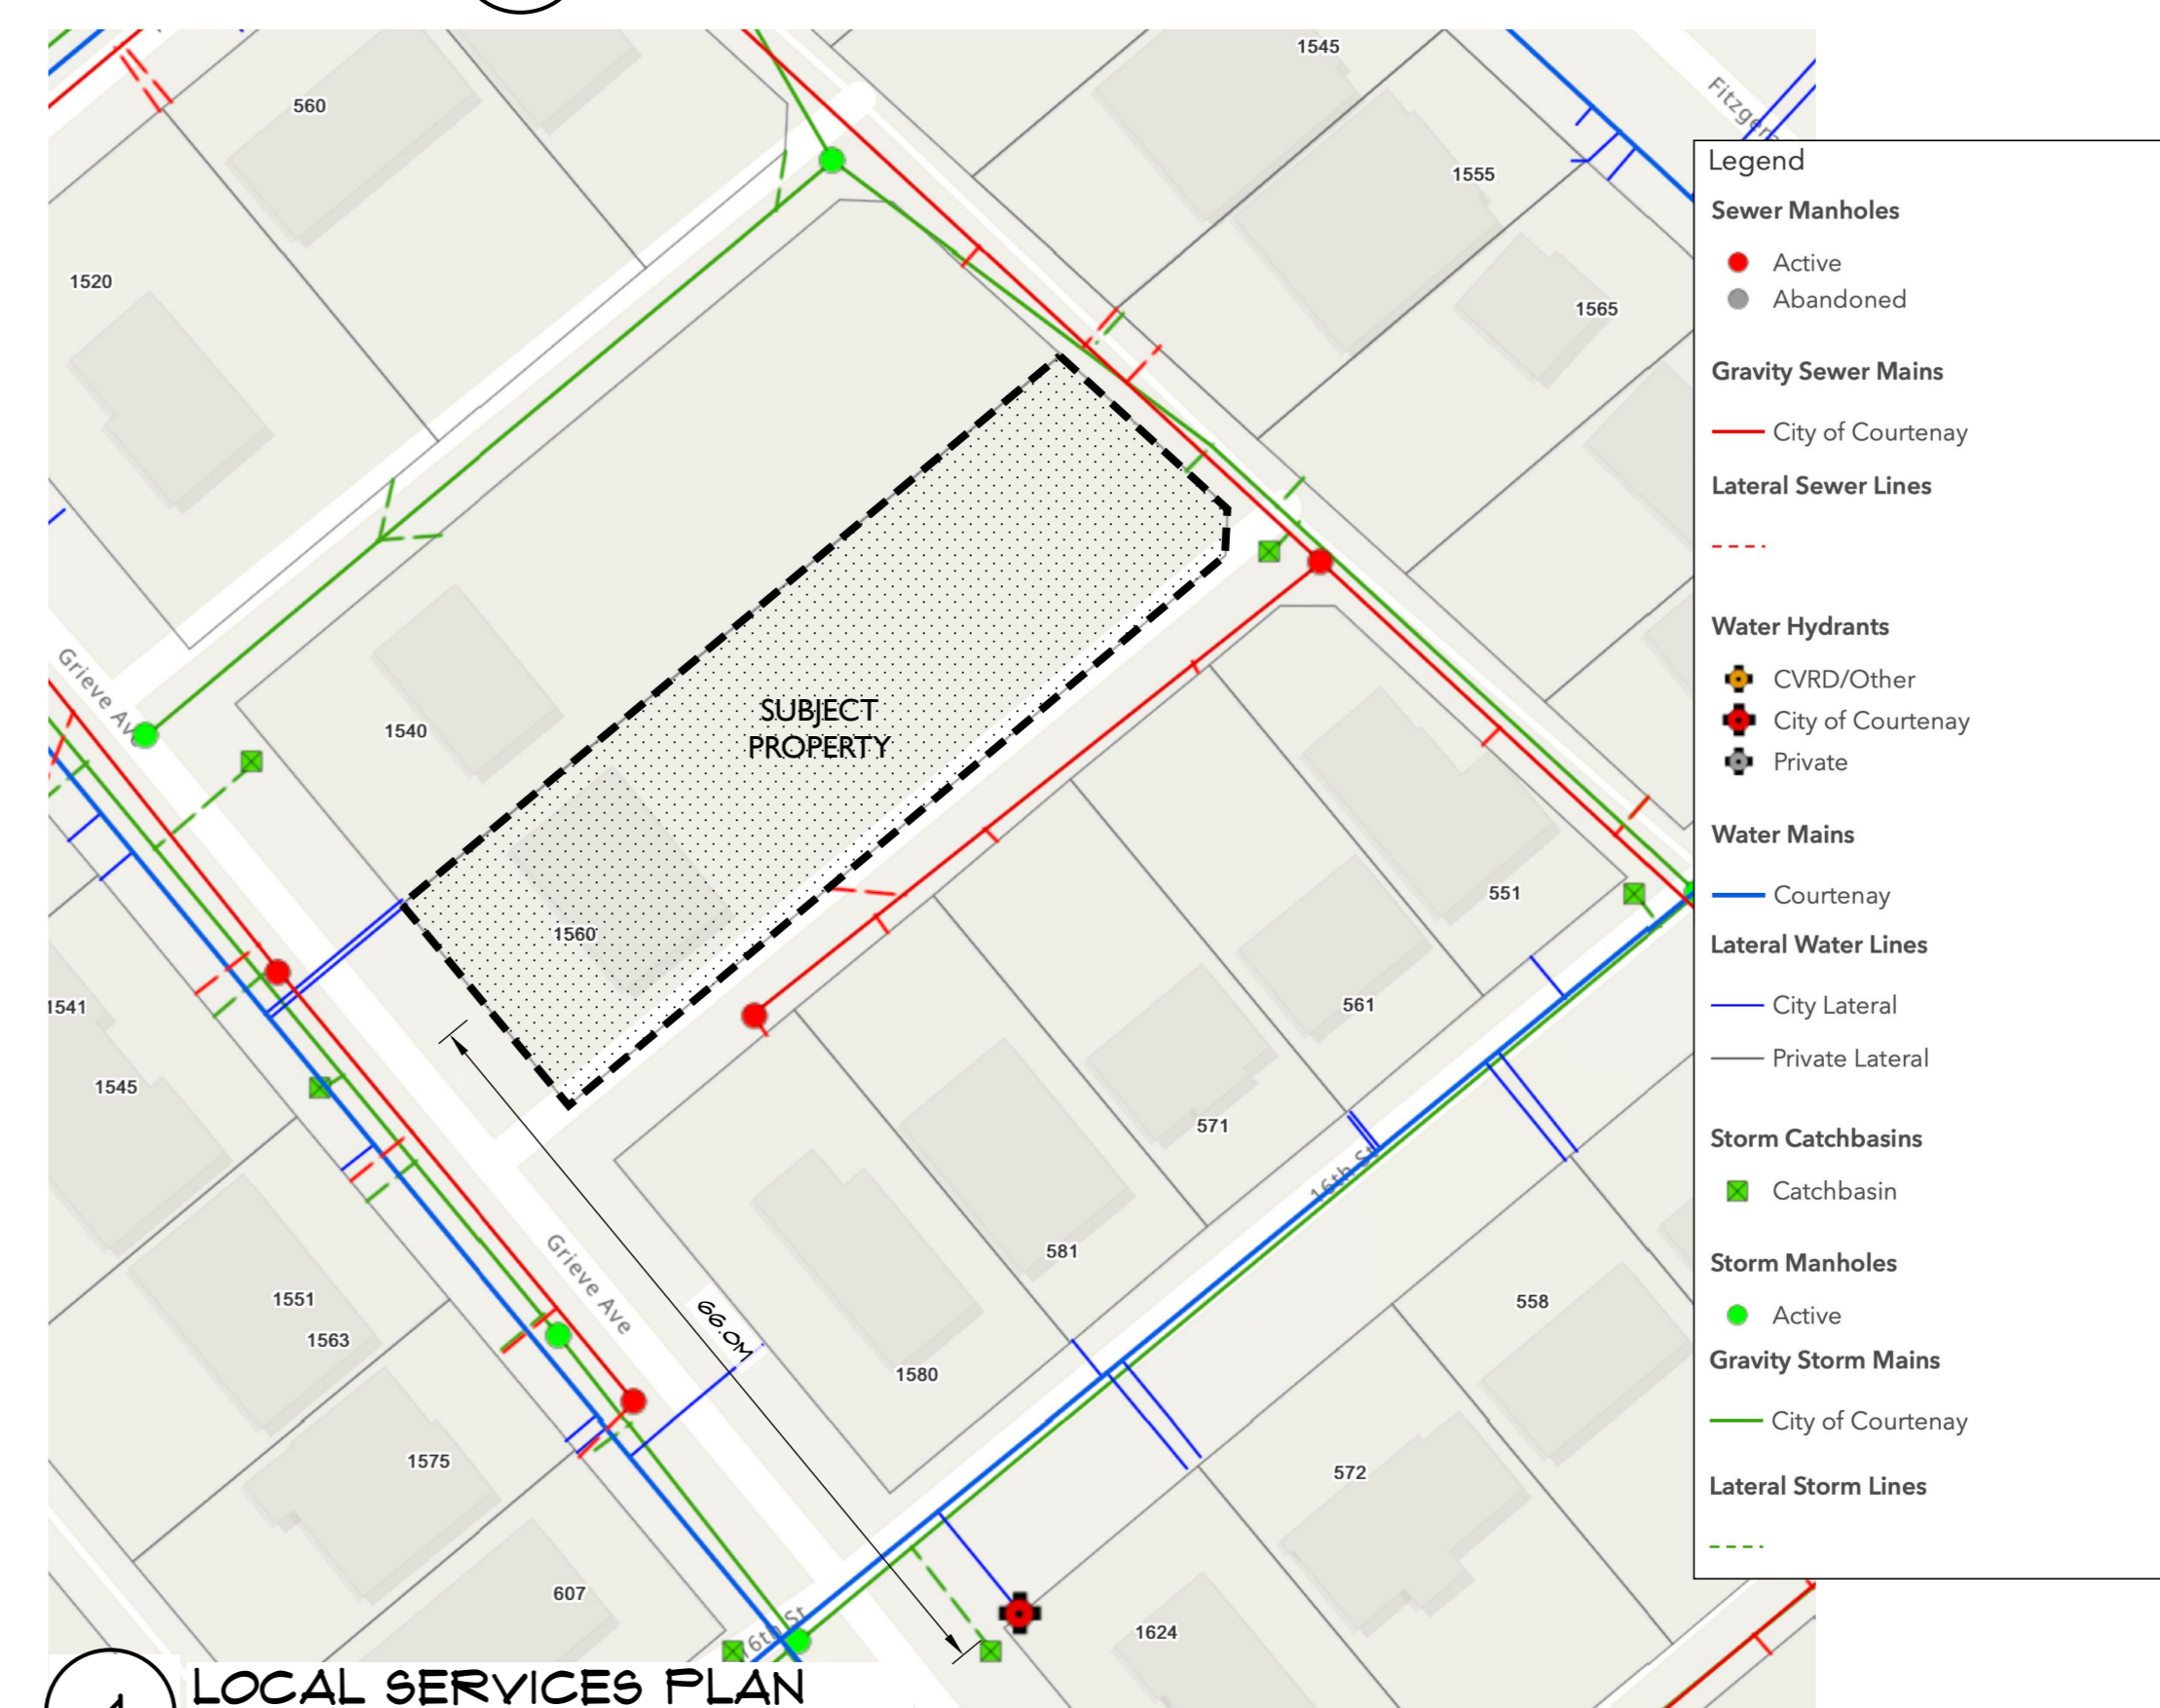 1545
Fitzgera
560
1555
1520
1565
Grieve Ave
1540
SUBJECT
PROPERTY
1560
551
1541
561
1545
571
16th St
581
Grieve Ave
1551
1563
66.0M
558
1580
1575
572
607
1624
16th St
Legend
Sewer Manholes
Active
Abandoned
Gravity Sewer Mains
City of Courtenay
Lateral Sewer Lines
Water Hydrants
CVRD/Other
City of Courtenay
Private
Water Mains
Courtenay
Lateral Water Lines
City Lateral
Private Lateral
Storm Catchbasins
Catchbasin
Storm Manholes
Active
Gravity Storm Mains
City of Courtenay
Lateral Storm Lines
LOCAL SERVICES PLAN